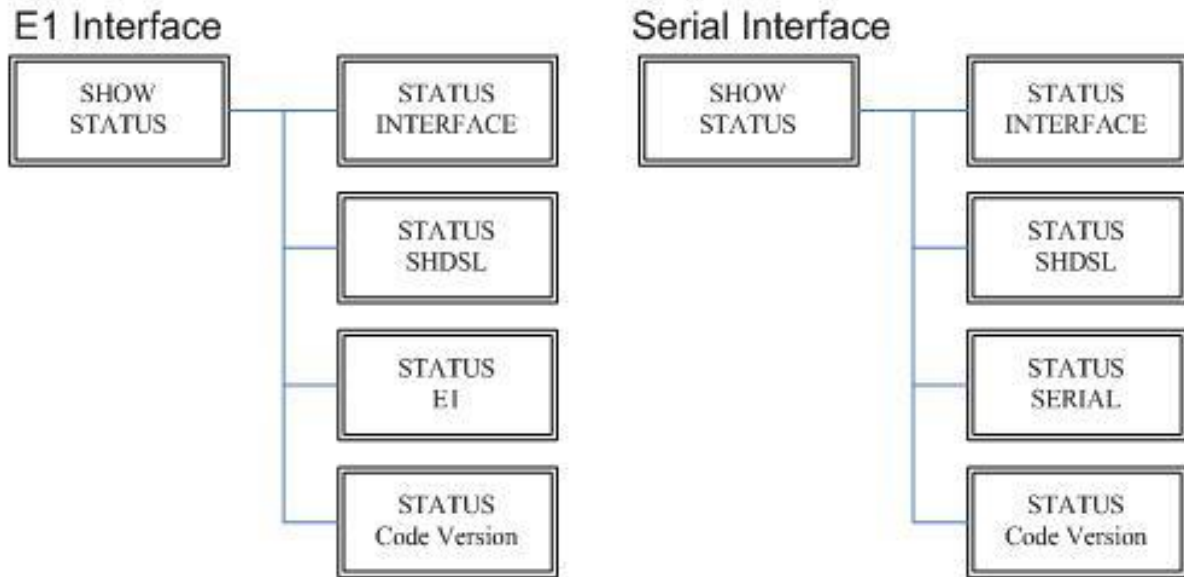 E1 Interface
SHOW
STATUS
STATUS
INTERFACE
STATUS
SHDSL
STATUS
E1
STATUS
Code Version
Serial Interface
SHOW
STATUS
STATUS
INTERFACE
STATUS
SHDSL
STATUS
SERIAL
STATUS
Code Version